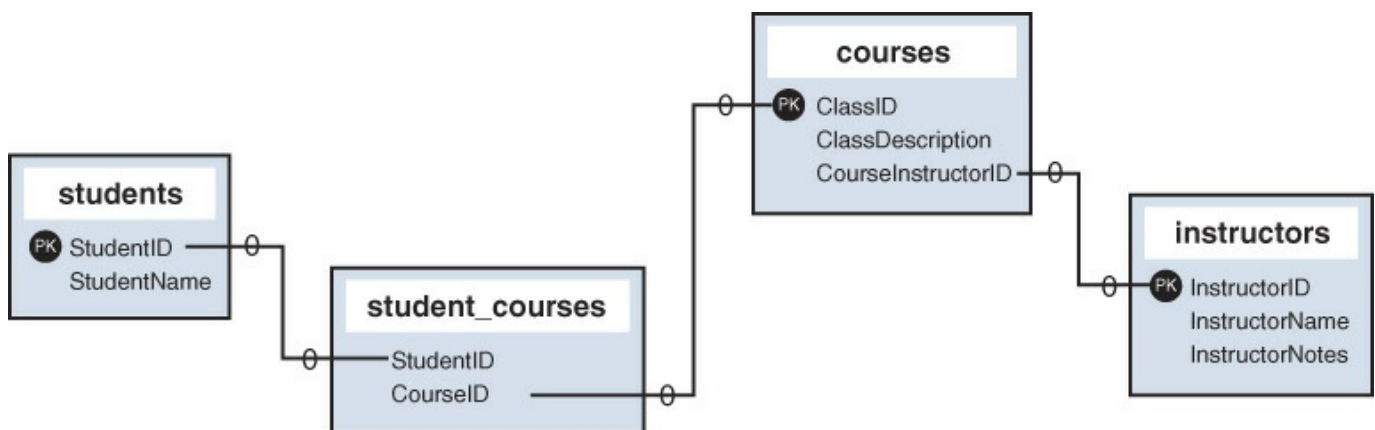 students
PK StudentID
StudentName
student_courses
StudentID
CourseID
courses
PK ClassID
ClassDescription
CourseInstructorID
instructors
PK InstructorID
InstructorName
InstructorNotes